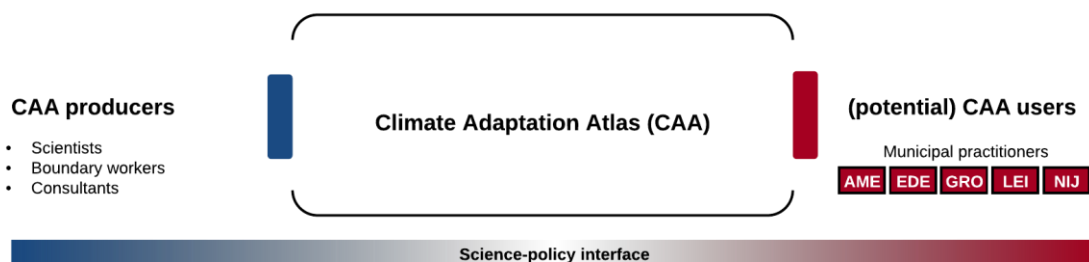 CAA producers
• Scientists
• Boundary workers
• Consultants
Climate Adaptation Atlas (CAA)
(potential) CAA users
Municipal practitioners
AME EDE GRO LEI NIJ
Science-policy interface